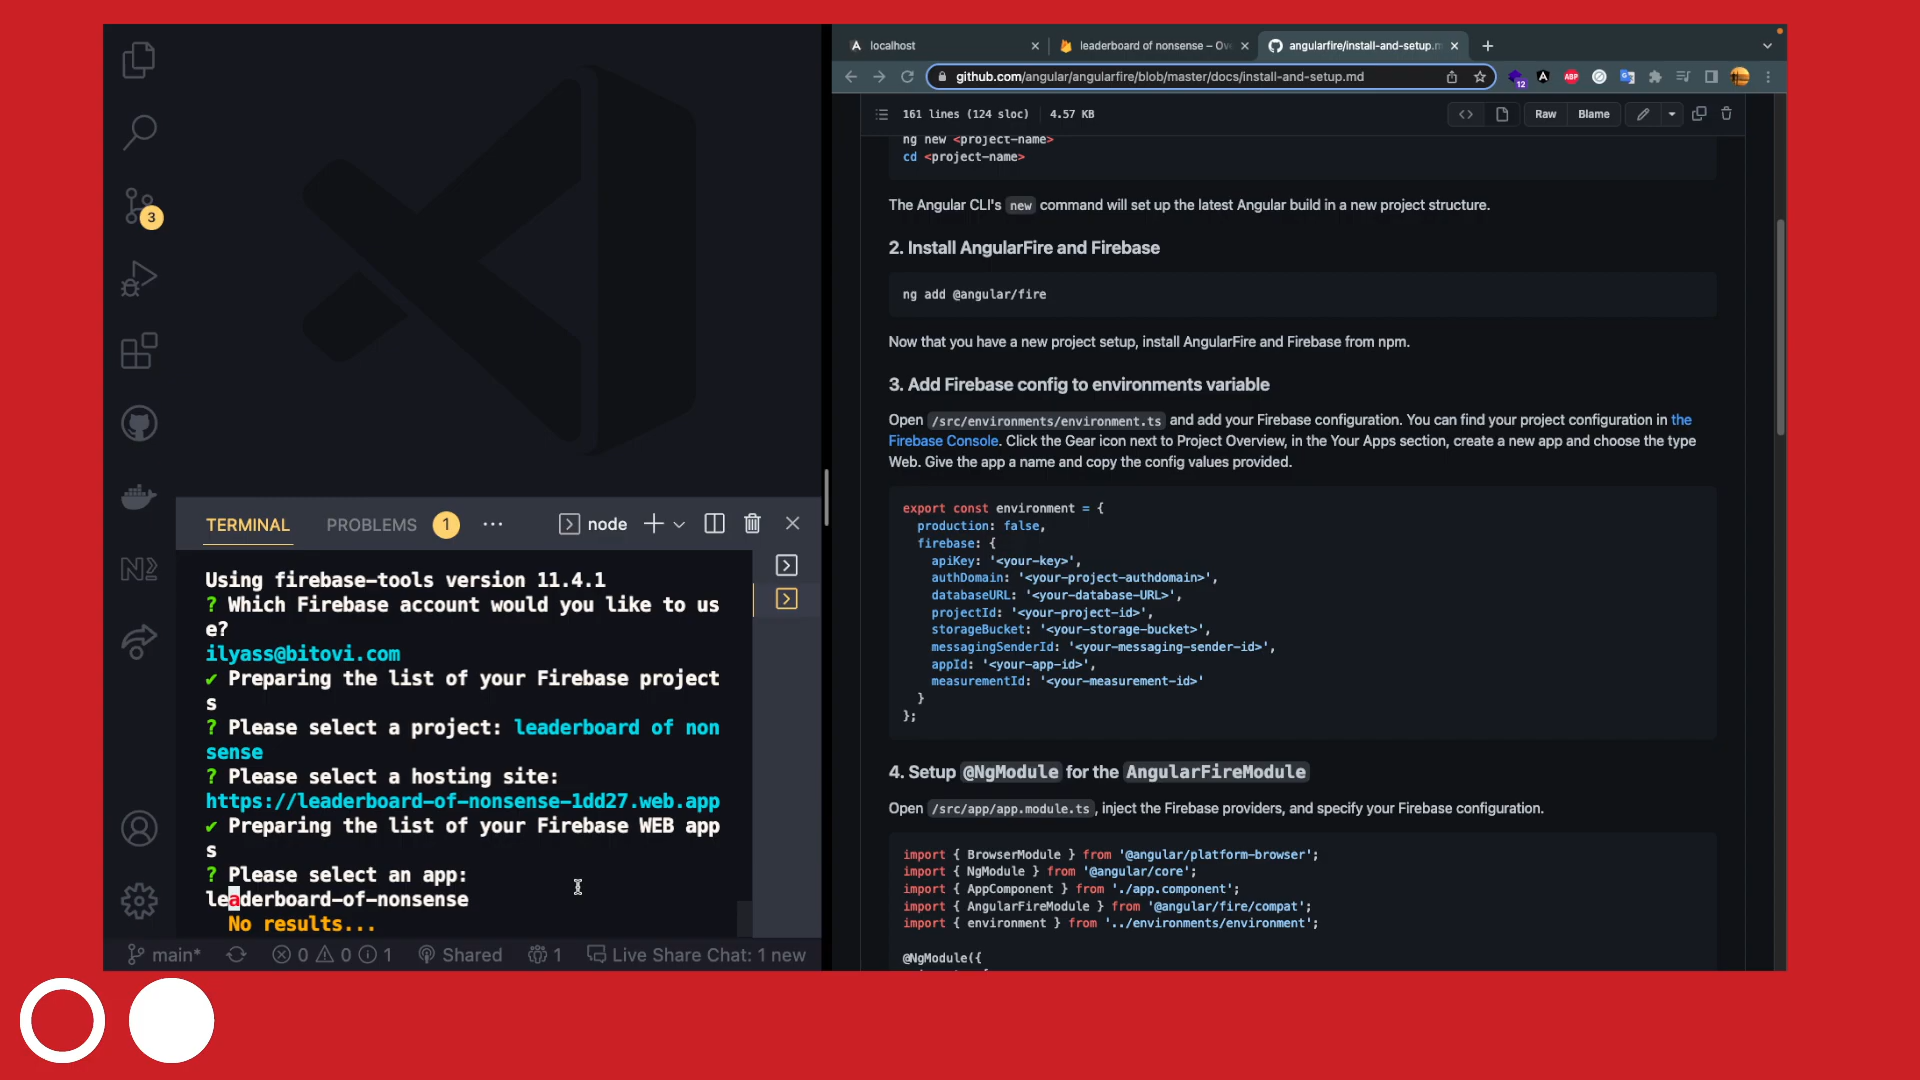 3
TERMINAL
PROBLEMS
1
node
Using firebase-tools version 11.4.1
? Which Firebase account would you like to us
e?
ilyass@bitovi.com
✔ Preparing the list of your Firebase project
s
? Please select a project: leaderboard of non
sense
? Please select a hosting site:
https://leaderboard-of-nonsense-1dd27.web.app
✔ Preparing the list of your Firebase WEB app
s
? Please select an app:
leaderboard-of-nonsense
No results...
main*
0
0
1
Shared
1
Live Share Chat: 1 new
localhost
leaderboard of nonsense – Ov
angularfire/install-and-setup.m
github.com/angular/angularfire/blob/master/docs/install-and-setup.md
12
ABP
161 lines (124 sloc)
4.57 KB
Raw
Blame
ng new <project-name>
cd <project-name>
The Angular CLI's new command will set up the latest Angular build in a new project structure.
2. Install AngularFire and Firebase
ng add @angular/fire
Now that you have a new project setup, install AngularFire and Firebase from npm.
3. Add Firebase config to environments variable
Open /src/environments/environment.ts and add your Firebase configuration. You can find your project configuration in the
Firebase Console. Click the Gear icon next to Project Overview, in the Your Apps section, create a new app and choose the type
Web. Give the app a name and copy the config values provided.
export const environment = {
production: false,
firebase: {
apiKey: '<your-key>',
authDomain: '<your-project-authdomain>',
databaseURL: '<your-database-URL>',
projectId: '<your-project-id>',
storageBucket: '<your-storage-bucket>',
messagingSenderId: '<your-messaging-sender-id>',
appId: '<your-app-id>',
measurementId: '<your-measurement-id>'
}
};
4. Setup @NgModule for the AngularFireModule
Open /src/app/app.module.ts, inject the Firebase providers, and specify your Firebase configuration.
import { BrowserModule } from '@angular/platform-browser';
import { NgModule } from '@angular/core';
import { AppComponent } from './app.component';
import { AngularFireModule } from '@angular/fire/compat';
import { environment } from '../environments/environment';
@NgModule({